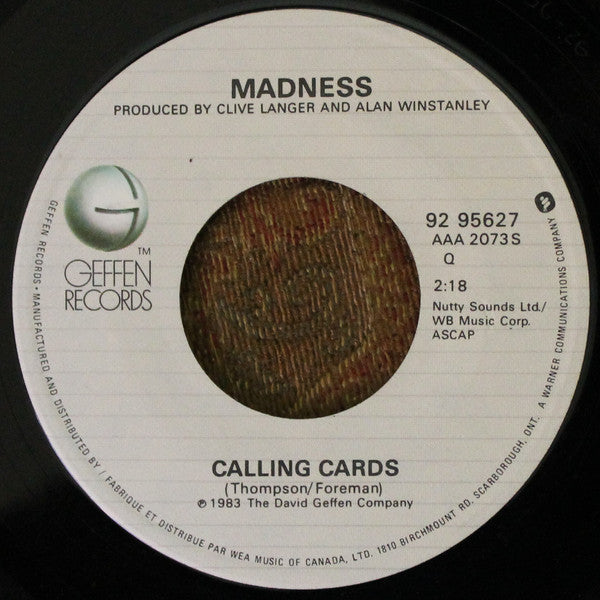 MADNESS
PRODUCED BY CLIVE LANGER AND ALAN WINSTANLEY
G
™
GEFFEN
RECORDS
92 95627
AAA 2073 S
Q
2:18
Nutty Sounds Ltd./
WB Music Corp.
ASCAP
CALLING CARDS
(Thompson/Foreman)
℗ 1983 The David Geffen Company
GEFFEN RECORDS • MANUFACTURED AND DISTRIBUTED BY / FABRIQUE ET DISTRIBUE PAR WEA MUSIC OF CANADA, LTD. 1810 BIRCHMOUNT RD. SCARBOROUGH, ONT. A WARNER COMMUNICATIONS COMPANY